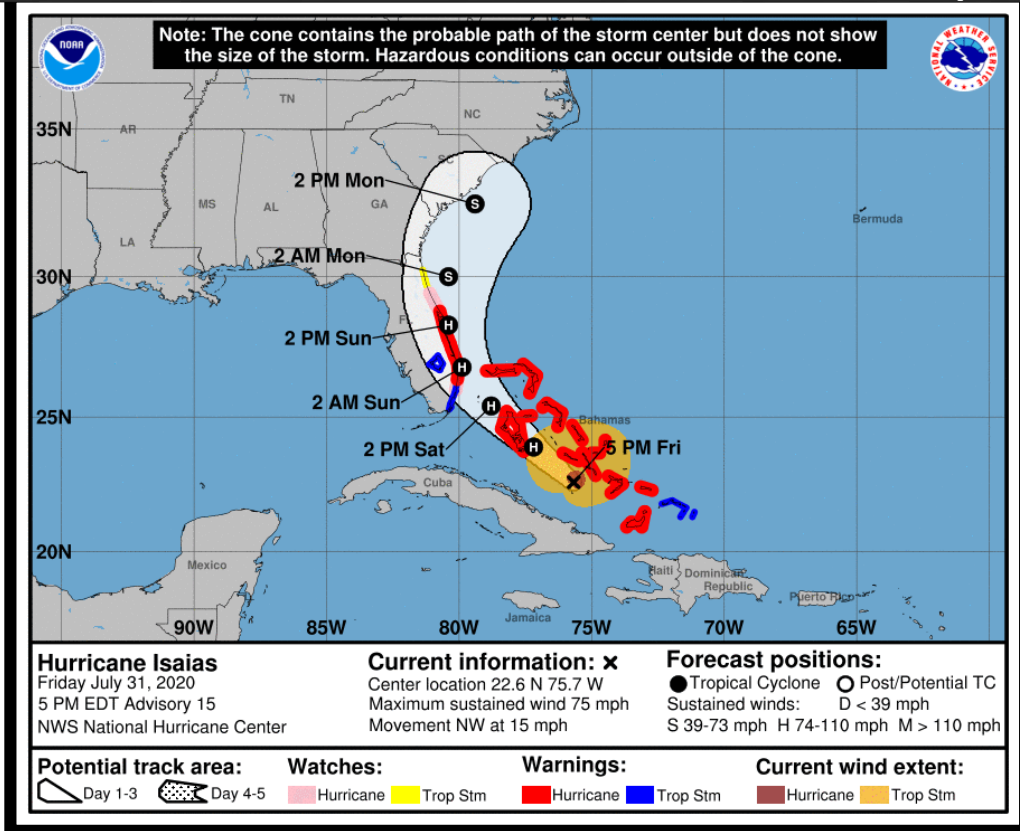 Note: The cone contains the probable path of the storm center but does not show
the size of the storm. Hazardous conditions can occur outside of the cone.
NOAA
NATIONAL WEATHER SERVICE
TN
NC
35N
AR
SC
2 PM Mon
MS
AL
GA
Bermuda
LA
2 AM Mon
30N
2 PM Sun
2 AM Sun
25N
Bahamas
2 PM Sat
5 PM Fri
Cuba
20N
Mexico
Haiti
Dominican
Republic
Puerto Rico
Jamaica
90W 85W 80W 75W 70W 65W
S
S
H
H
H
H
Hurricane Isaias
Friday July 31, 2020
5 PM EDT Advisory 15
NWS National Hurricane Center
Current information: x
Center location 22.6 N 75.7 W
Maximum sustained wind 75 mph
Movement NW at 15 mph
Forecast positions:
Tropical Cyclone Post/Potential TC
Sustained winds: D < 39 mph
S 39-73 mph H 74-110 mph M > 110 mph
Potential track area:
Day 1-3 Day 4-5
Watches:
Hurricane Trop Stm
Warnings:
Hurricane Trop Stm
Current wind extent:
Hurricane Trop Stm